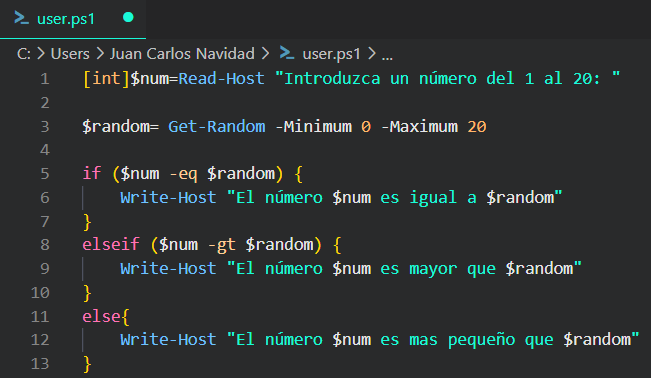 user.ps1
C: > Users > Juan Carlos Navidad > user.ps1 > ...
1 [int]$num=Read-Host "Introduzca un número del 1 al 20: "
2
3 $random= Get-Random -Minimum 0 -Maximum 20
4
5 if ($num -eq $random) {
6     Write-Host "El número $num es igual a $random"
7 }
8 elseif ($num -gt $random) {
9     Write-Host "El número $num es mayor que $random"
10 }
11 else{
12     Write-Host "El número $num es mas pequeño que $random"
13 }